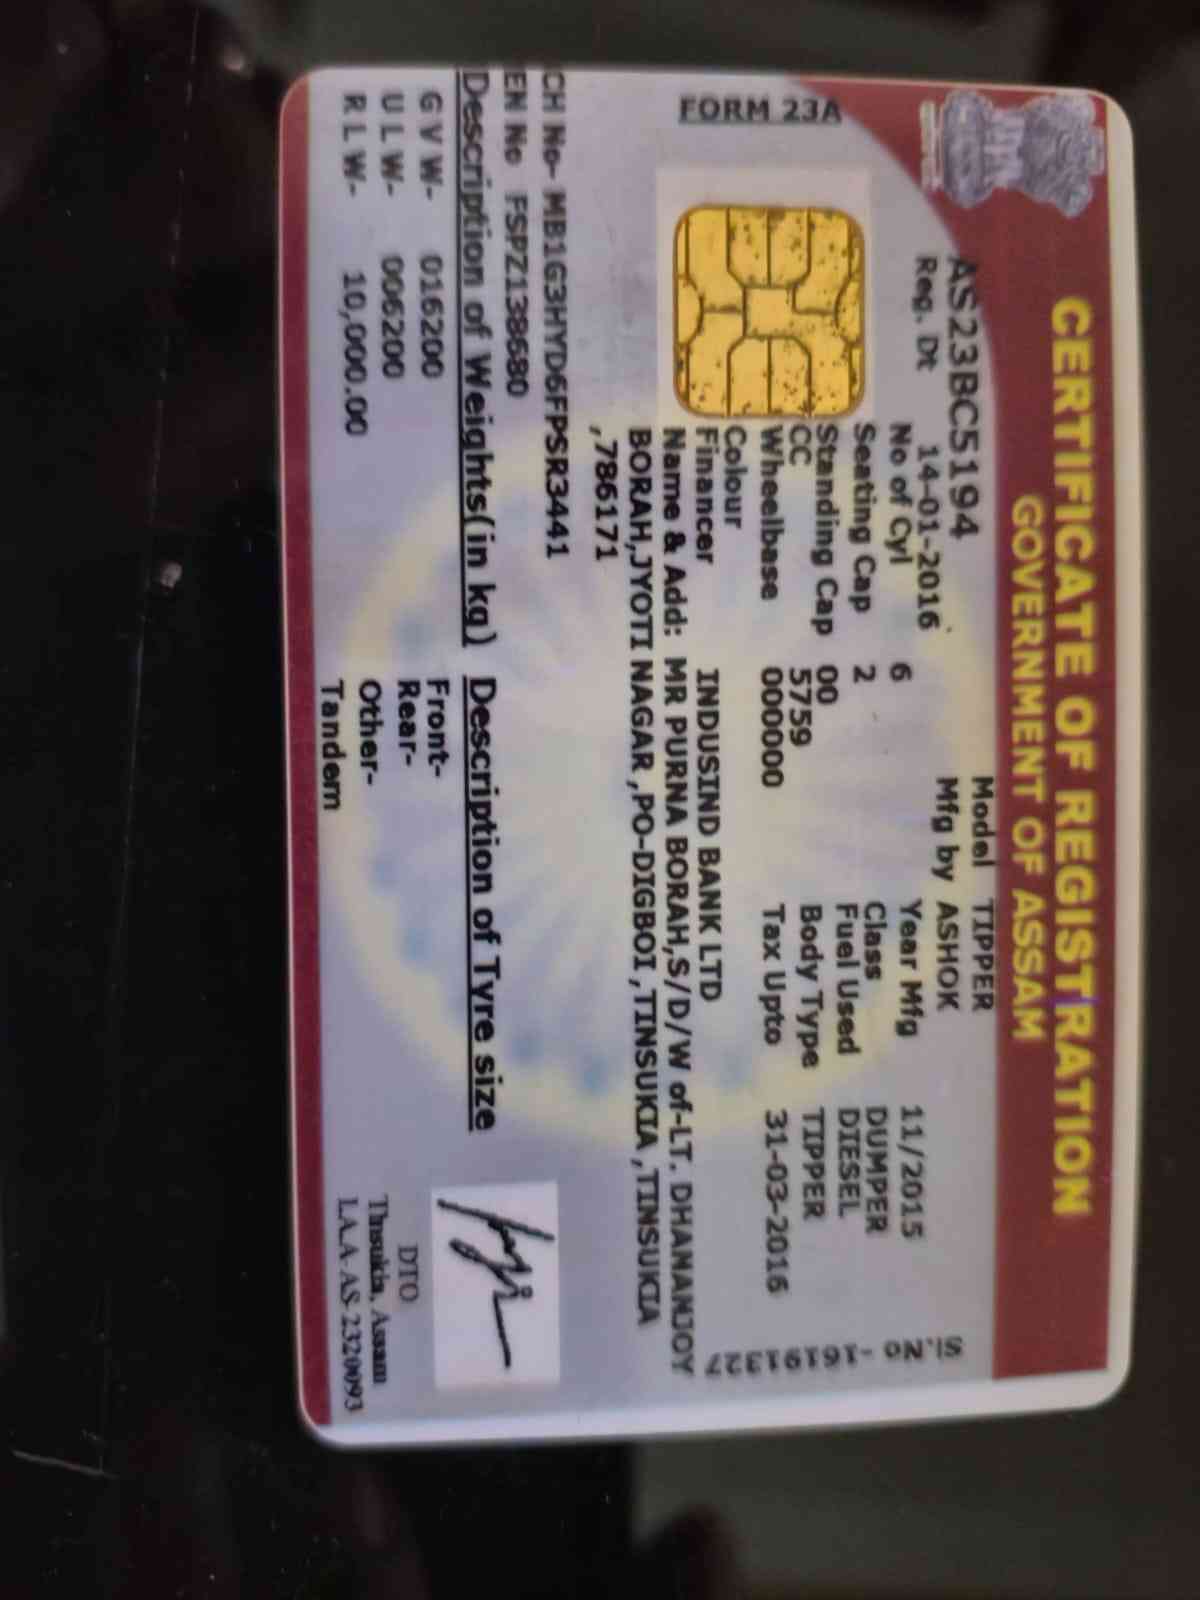 CERTIFICATE OF REGISTRATION
GOVERNMENT OF ASSAM
AS23BC5194
Model TIPPER
Reg. Dt 14-01-2016
Mfg by ASHOK
No of Cyl 6
Year Mfg 11/2015
Seating Cap 2
Class DUMPER
Standing Cap 00
Fuel Used DIESEL
CC 5759
Body Type TIPPER
Wheelbase 000000
Tax Upto 31-03-2016
Colour
Financer INDUSIND BANK LTD
Name & Add: MR PURNA BORAH,S/D/W of-LT. DHANANJOY
BORAH,JYOTI NAGAR ,PO-DIGBOI ,TINSUKIA ,TINSUKIA
,786171
FORM 23A
Sl.No -16191327
CH No- MB1G3HYD6FPSR3441
EN No FSPZ138680
Description of Weights(in kg) Description of Tyre size
G V W- 016200 Front-
U L W- 006200 Rear-
R L W- 10,000.00 Other-
Tandem
DTO
Tinsukia, Assam
L.A.A- AS-2320093